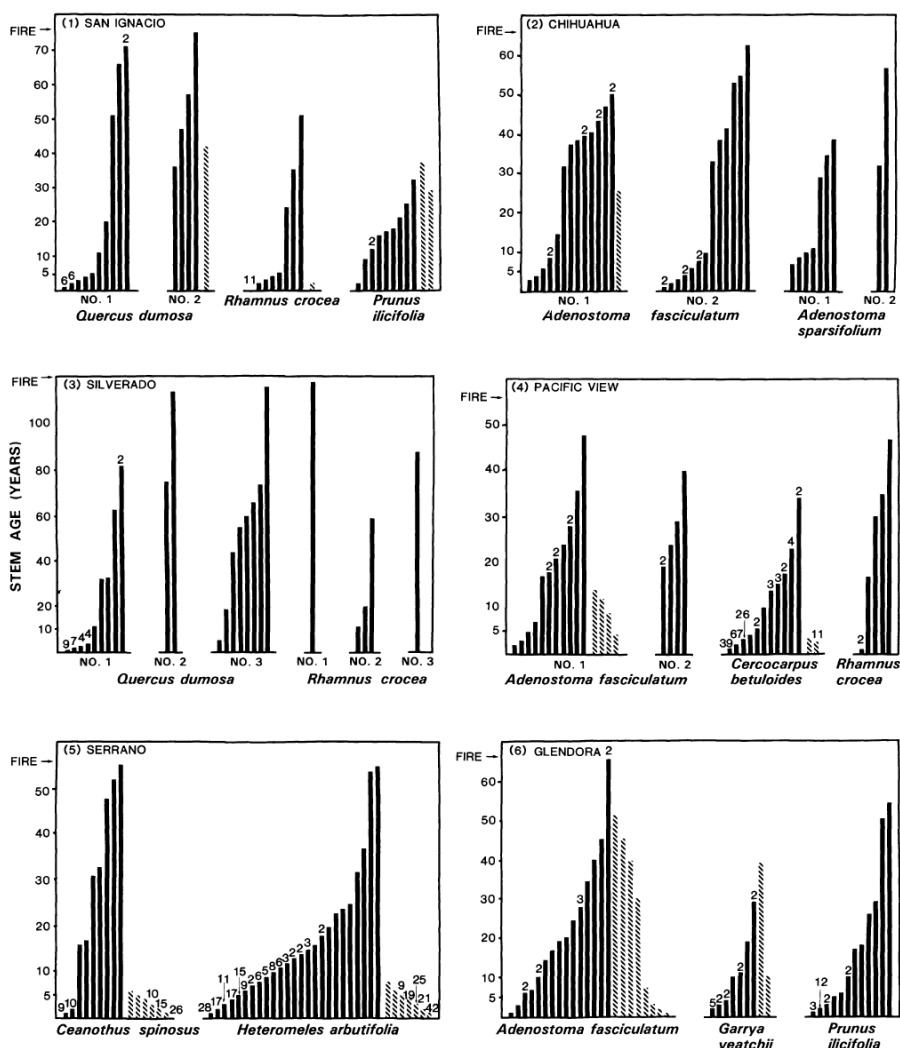 STEM AGE (YEARS)
(1) SAN IGNACIO
FIRE→
70
60
50
40
30
20
10
5
6 6 2 11 2
NO. 1 NO. 2
Quercus dumosa
Rhamnus crocea
Prunus
ilicifolia
(2) CHIHUAHUA
FIRE→
60
50
40
30
20
10
5
2 2 2 2 2 2 2 2
NO. 1 NO. 2 NO. 1 NO. 2
Adenostoma fasciculatum
Adenostoma
sparsifolium
(3) SILVERADO
FIRE→
100
80
60
40
20
10
9 7 4 4 2 2
NO. 1 NO. 2 NO. 3 NO. 1 NO. 2 NO. 3
Quercus dumosa
Rhamnus crocea
(4) PACIFIC VIEW
FIRE→
50
40
30
20
10
5
2 2 2 2 39 67 26 2 3 3 2 4 2 11 2
NO. 1 NO. 2
Adenostoma fasciculatum
Cercocarpus
betuloides
Rhamnus
crocea
(5) SERRANO
FIRE→
50
40
30
20
10
5
9 10 10 15 26 28 17 11 17 15 9 2 6 5 8 6 3 2 2 3 2 6 9 19 25 21 42
Ceanothus spinosus
Heteromeles arbutifolia
(6) GLENDORA
FIRE→
60
50
40
30
20
10
5
2 2 3 2 5 2 2 2 2 3 12 2 2
Adenostoma fasciculatum
Garrya
veatchii
Prunus
ilicifolia